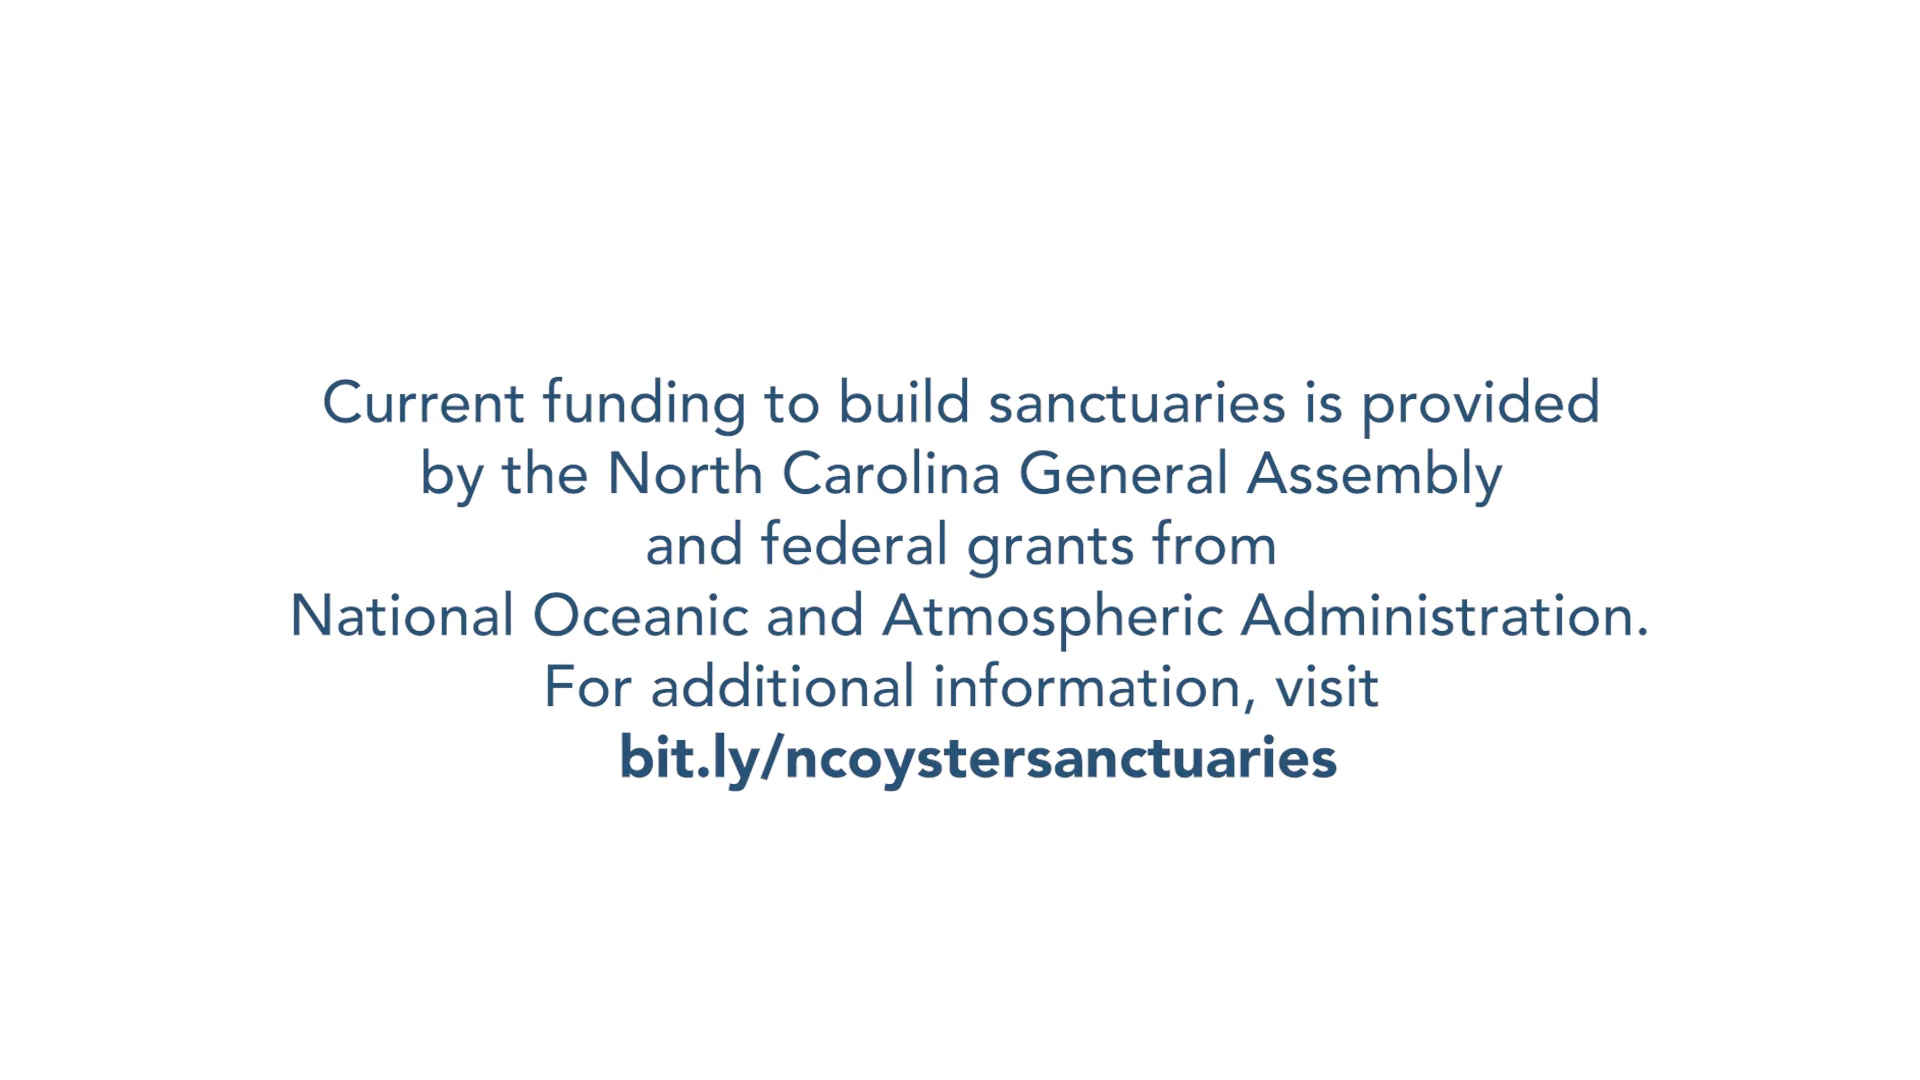 Current funding to build sanctuaries is provided
by the North Carolina General Assembly
and federal grants from
National Oceanic and Atmospheric Administration.
For additional information, visit
bit.ly/ncoystersanctuaries